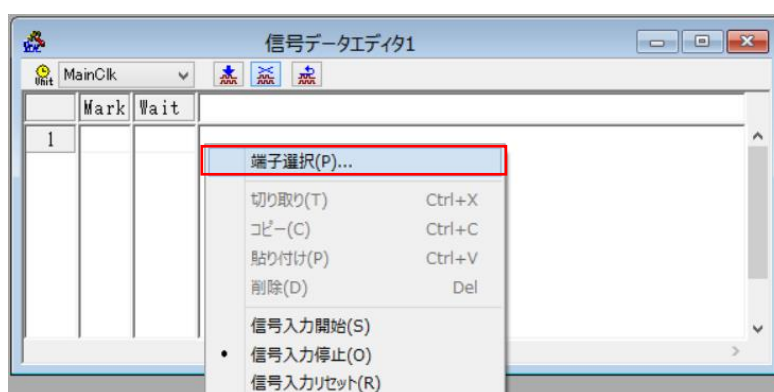 信号データエディタ1
Unit MainClk
Mark Wait
1
端子選択(P)...
切り取り(T) Ctrl+X
コピー(C) Ctrl+C
貼り付け(P) Ctrl+V
削除(D) Del
信号入力開始(S)
• 信号入力停止(O)
信号入力リセット(R)